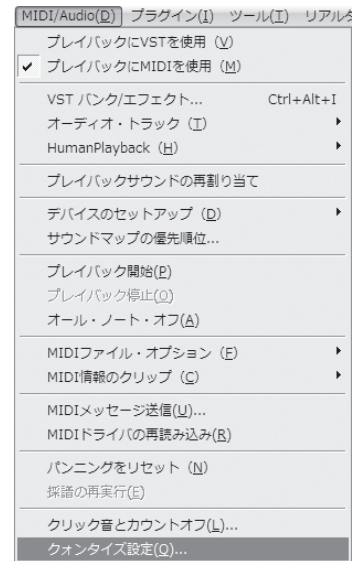 MIDI/Audio(D) プラグイン(I) ツール(T) リアルタ
プレイバックにVSTを使用 (V)
✓ プレイバックにMIDIを使用 (M)
VST バンク/エフェクト... Ctrl+Alt+I
オーディオ・トラック (T)
HumanPlayback (H)
プレイバックサウンドの再割り当て
デバイスのセットアップ (D)
サウンドマップの優先順位...
プレイバック開始(P)
プレイバック停止(O)
オール・ノート・オフ(A)
MIDIファイル・オプション (F)
MIDI情報のクリップ (C)
MIDIメッセージ送信(U)...
MIDIドライバの再読み込み(R)
パンニングをリセット (N)
採譜の再実行(E)
クリック音とカウントオフ(L)...
クォンタイズ設定(Q)...